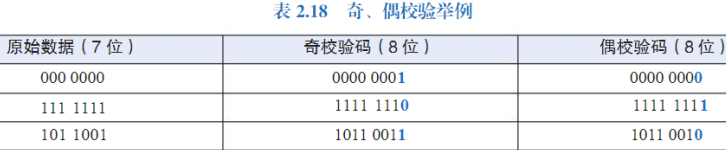 表 2.18 奇、偶校验举例
原始数据(7 位) 奇校验码(8 位) 偶校验码(8 位)
000 0000 0000 0001 0000 0000
111 1111 1111 1110 1111 1111
101 1001 1011 0011 1011 0010